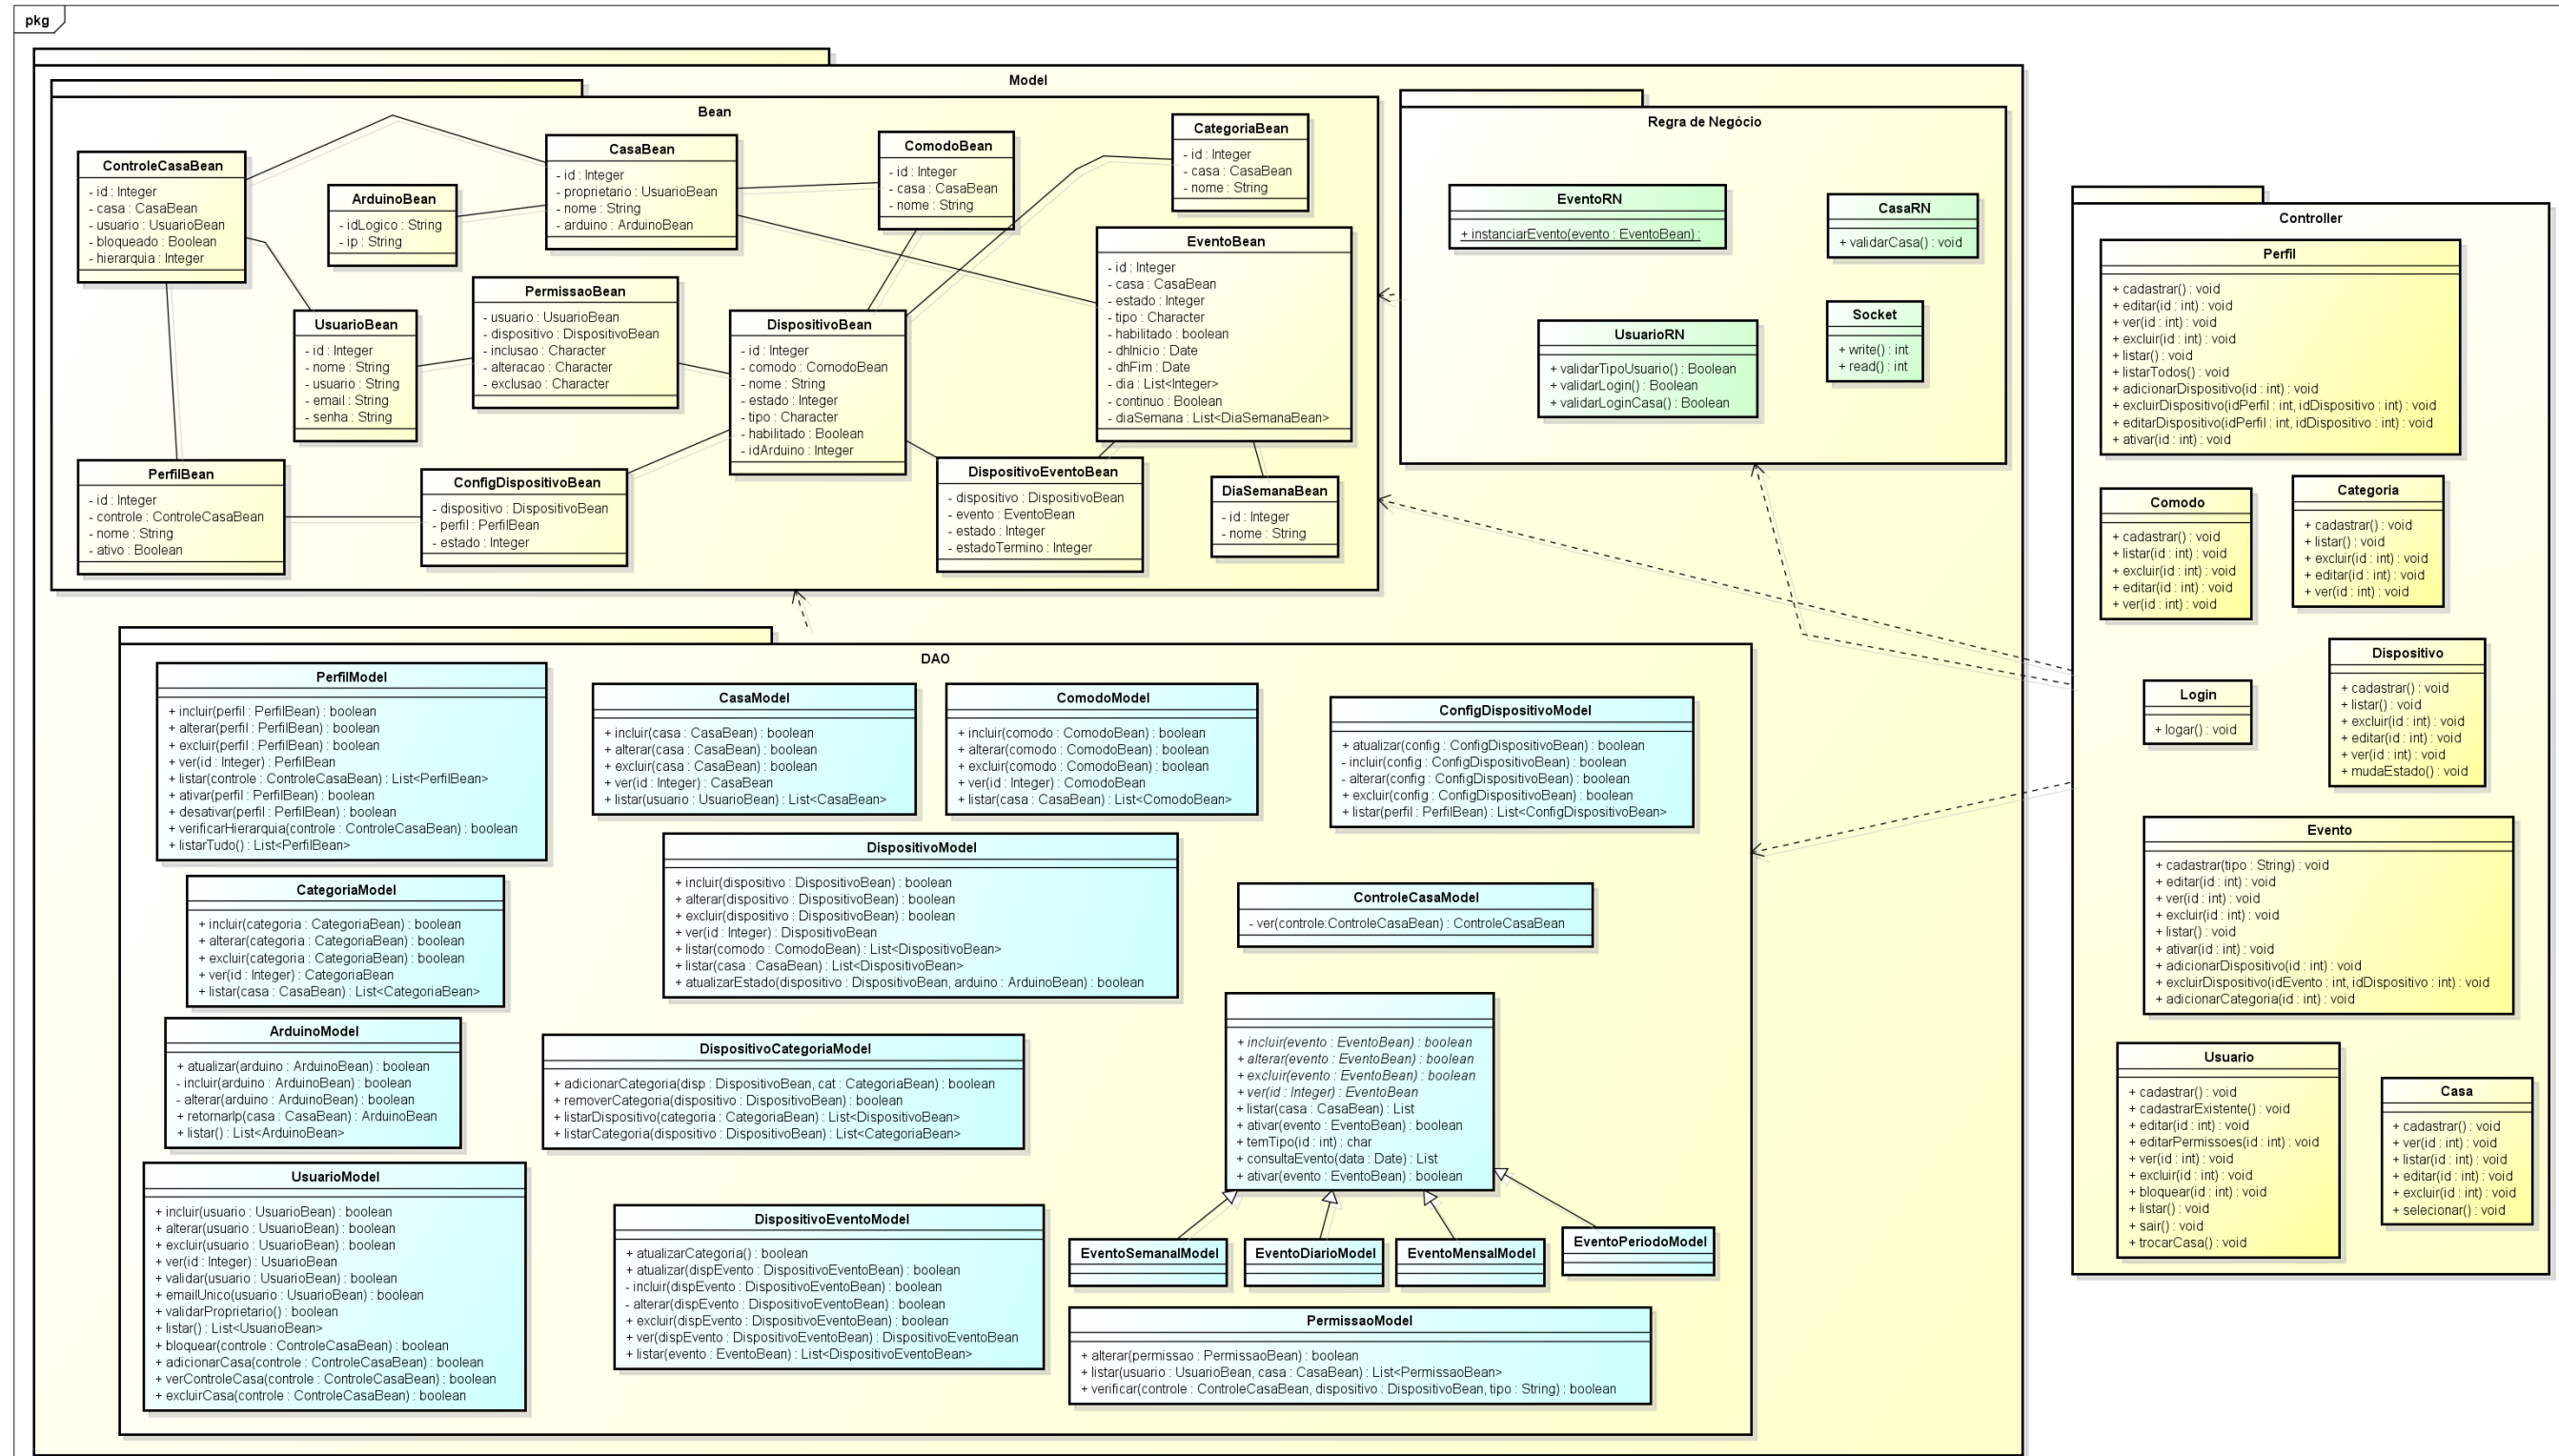 pkg
Model
Bean
ControleCasaBean
- id : Integer
- casa : CasaBean
- usuario : UsuarioBean
- bloqueado : Boolean
- hierarquia : Integer
ArduinoBean
- idLogico : String
- ip : String
CasaBean
- id : Integer
- proprietario : UsuarioBean
- nome : String
- arduino : ArduinoBean
ComodoBean
- id : Integer
- casa : CasaBean
- nome : String
CategoriaBean
- id : Integer
- casa : CasaBean
- nome : String
UsuarioBean
- id : Integer
- nome : String
- usuario : String
- email : String
- senha : String
PermissaoBean
- usuario : UsuarioBean
- dispositivo : DispositivoBean
- inclusao : Character
- alteracao : Character
- exclusao : Character
DispositivoBean
- id : Integer
- comodo : ComodoBean
- nome : String
- estado : Integer
- tipo : Character
- habilitado : Boolean
- idArduino : Integer
EventoBean
- id : Integer
- casa : CasaBean
- estado : Integer
- tipo : Character
- habilitado : boolean
- dhInicio : Date
- dhFim : Date
- dia : List<Integer>
- continuo : Boolean
- diaSemana : List<DiaSemanaBean>
PerfilBean
- id : Integer
- controle : ControleCasaBean
- nome : String
- ativo : Boolean
ConfigDispositivoBean
- dispositivo : DispositivoBean
- perfil : PerfilBean
- estado : Integer
DispositivoEventoBean
- dispositivo : DispositivoBean
- evento : EventoBean
- estado : Integer
- estadoTermino : Integer
DiaSemanaBean
- id : Integer
- nome : String
Regra de Negócio
EventoRN
+ instanciarEvento(evento : EventoBean) :
CasaRN
+ validarCasa() : void
UsuarioRN
+ validarTipoUsuario() : Boolean
+ validarLogin() : Boolean
+ validarLoginCasa() : Boolean
Socket
+ write() : int
+ read() : int
DAO
PerfilModel
+ incluir(perfil : PerfilBean) : boolean
+ alterar(perfil : PerfilBean) : boolean
+ excluir(perfil : PerfilBean) : boolean
+ ver(id : Integer) : PerfilBean
+ listar(controle : ControleCasaBean) : List<PerfilBean>
+ ativar(perfil : PerfilBean) : boolean
+ desativar(perfil : PerfilBean) : boolean
+ verificarHierarquia(controle : ControleCasaBean) : boolean
+ listarTudo() : List<PerfilBean>
CasaModel
+ incluir(casa : CasaBean) : boolean
+ alterar(casa : CasaBean) : boolean
+ excluir(casa : CasaBean) : boolean
+ ver(id : Integer) : CasaBean
+ listar(usuario : UsuarioBean) : List<CasaBean>
ComodoModel
+ incluir(comodo : ComodoBean) : boolean
+ alterar(comodo : ComodoBean) : boolean
+ excluir(comodo : ComodoBean) : boolean
+ ver(id : Integer) : ComodoBean
+ listar(casa : CasaBean) : List<ComodoBean>
ConfigDispositivoModel
+ atualizar(config : ConfigDispositivoBean) : boolean
- incluir(config : ConfigDispositivoBean) : boolean
- alterar(config : ConfigDispositivoBean) : boolean
+ excluir(config : ConfigDispositivoBean) : boolean
+ listar(perfil : PerfilBean) : List<ConfigDispositivoBean>
CategoriaModel
+ incluir(categoria : CategoriaBean) : boolean
+ alterar(categoria : CategoriaBean) : boolean
+ excluir(categoria : CategoriaBean) : boolean
+ ver(id : Integer) : CategoriaBean
+ listar(casa : CasaBean) : List<CategoriaBean>
DispositivoModel
+ incluir(dispositivo : DispositivoBean) : boolean
+ alterar(dispositivo : DispositivoBean) : boolean
+ excluir(dispositivo : DispositivoBean) : boolean
+ ver(id : Integer) : DispositivoBean
+ listar(comodo : ComodoBean) : List<DispositivoBean>
+ listar(casa : CasaBean) : List<DispositivoBean>
+ atualizarEstado(dispositivo : DispositivoBean, arduino : ArduinoBean) : boolean
ControleCasaModel
- ver(controle:ControleCasaBean) : ControleCasaBean
ArduinoModel
+ atualizar(arduino : ArduinoBean) : boolean
- incluir(arduino : ArduinoBean) : boolean
- alterar(arduino : ArduinoBean) : boolean
+ retornarIp(casa : CasaBean) : ArduinoBean
+ listar() : List<ArduinoBean>
DispositivoCategoriaModel
+ adicionarCategoria(disp : DispositivoBean, cat : CategoriaBean) : boolean
+ removerCategoria(dispositivo : DispositivoBean) : boolean
+ listarDispositivo(categoria : CategoriaBean) : List<DispositivoBean>
+ listarCategoria(dispositivo : DispositivoBean) : List<CategoriaBean>
+ incluir(evento : EventoBean) : boolean
+ alterar(evento : EventoBean) : boolean
+ excluir(evento : EventoBean) : boolean
+ ver(id : Integer) : EventoBean
+ listar(casa : CasaBean) : List
+ ativar(evento : EventoBean) : boolean
+ temTipo(id : int) : char
+ consultaEvento(data : Date) : List
+ ativar(evento : EventoBean) : boolean
UsuarioModel
+ incluir(usuario : UsuarioBean) : boolean
+ alterar(usuario : UsuarioBean) : boolean
+ excluir(usuario : UsuarioBean) : boolean
+ ver(id : Integer) : UsuarioBean
+ validar(usuario : UsuarioBean) : boolean
+ emailUnico(usuario : UsuarioBean) : boolean
+ validarProprietario() : boolean
+ listar() : List<UsuarioBean>
+ bloquear(controle : ControleCasaBean) : boolean
+ adicionarCasa(controle : ControleCasaBean) : boolean
+ verControleCasa(controle : ControleCasaBean) : boolean
+ excluirCasa(controle : ControleCasaBean) : boolean
DispositivoEventoModel
+ atualizarCategoria() : boolean
+ atualizar(dispEvento : DispositivoEventoBean) : boolean
- incluir(dispEvento : DispositivoEventoBean) : boolean
- alterar(dispEvento : DispositivoEventoBean) : boolean
+ excluir(dispEvento : DispositivoEventoBean) : boolean
+ ver(dispEvento : DispositivoEventoBean) : DispositivoEventoBean
+ listar(evento : EventoBean) : List<DispositivoEventoBean>
EventoSemanalModel
EventoDiarioModel
EventoMensalModel
EventoPeriodoModel
PermissaoModel
+ alterar(permissao : PermissaoBean) : boolean
+ listar(usuario : UsuarioBean, casa : CasaBean) : List<PermissaoBean>
+ verificar(controle : ControleCasaBean, dispositivo : DispositivoBean, tipo : String) : boolean
Controller
Perfil
+ cadastrar() : void
+ editar(id : int) : void
+ ver(id : int) : void
+ excluir(id : int) : void
+ listar() : void
+ listarTodos() : void
+ adicionarDispositivo(id : int) : void
+ excluirDispositivo(idPerfil : int, idDispositivo : int) : void
+ editarDispositivo(idPerfil : int, idDispositivo : int) : void
+ ativar(id : int) : void
Comodo
+ cadastrar() : void
+ listar(id : int) : void
+ excluir(id : int) : void
+ editar(id : int) : void
+ ver(id : int) : void
Categoria
+ cadastrar() : void
+ listar() : void
+ excluir(id : int) : void
+ editar(id : int) : void
+ ver(id : int) : void
Login
+ logar() : void
Dispositivo
+ cadastrar() : void
+ listar() : void
+ excluir(id : int) : void
+ editar(id : int) : void
+ ver(id : int) : void
+ mudaEstado() : void
Evento
+ cadastrar(tipo : String) : void
+ editar(id : int) : void
+ ver(id : int) : void
+ excluir(id : int) : void
+ listar() : void
+ ativar(id : int) : void
+ adicionarDispositivo(id : int) : void
+ excluirDispositivo(idEvento : int, idDispositivo : int) : void
+ adicionarCategoria(id : int) : void
Usuario
+ cadastrar() : void
+ cadastrarExistente() : void
+ editar(id : int) : void
+ editarPermissoes(id : int) : void
+ ver(id : int) : void
+ excluir(id : int) : void
+ bloquear(id : int) : void
+ listar() : void
+ sair() : void
+ trocarCasa() : void
Casa
+ cadastrar() : void
+ ver(id : int) : void
+ listar(id : int) : void
+ editar(id : int) : void
+ excluir(id : int) : void
+ selecionar() : void